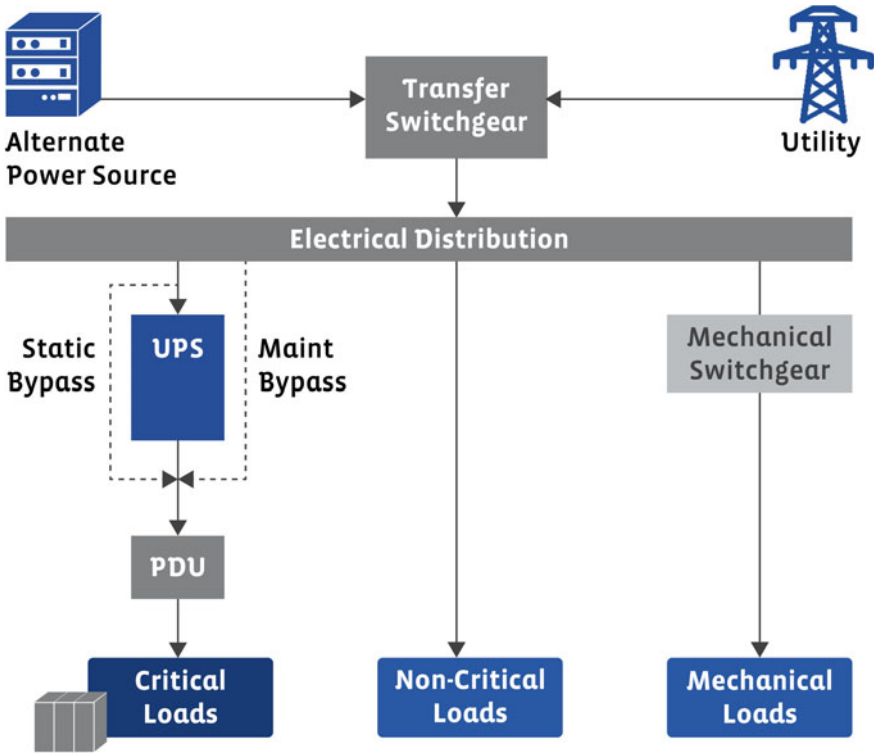 Transfer
Switchgear
Alternate
Power Source
Utility
Electrical Distribution
Static
Bypass
UPS
Maint
Bypass
Mechanical
Switchgear
PDU
Critical
Loads
Non-Critical
Loads
Mechanical
Loads